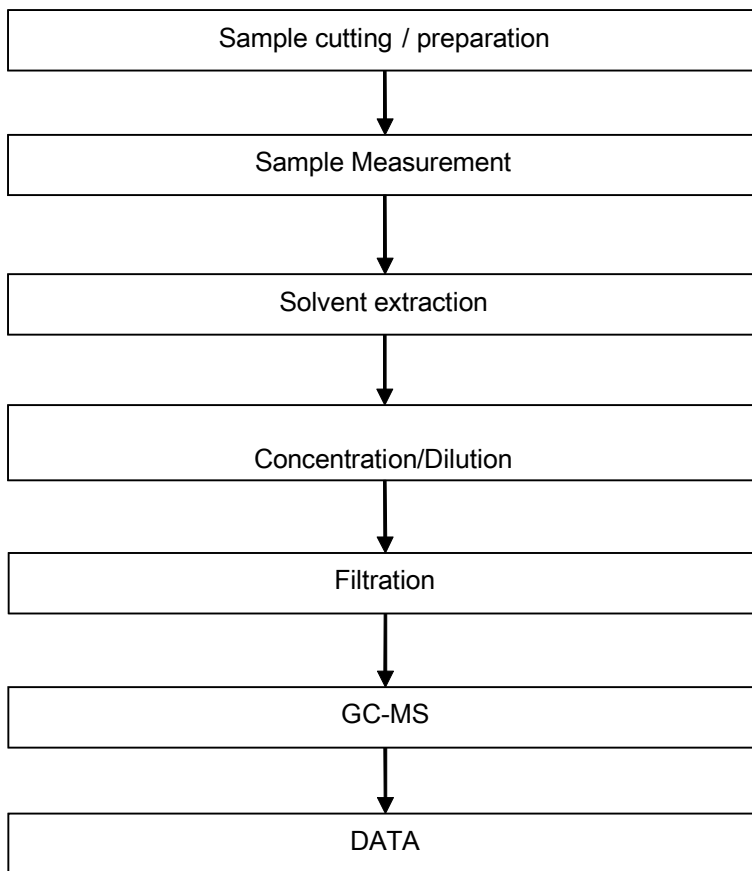 Sample cutting / preparation
Sample Measurement
Solvent extraction
Concentration/Dilution
Filtration
GC-MS
DATA